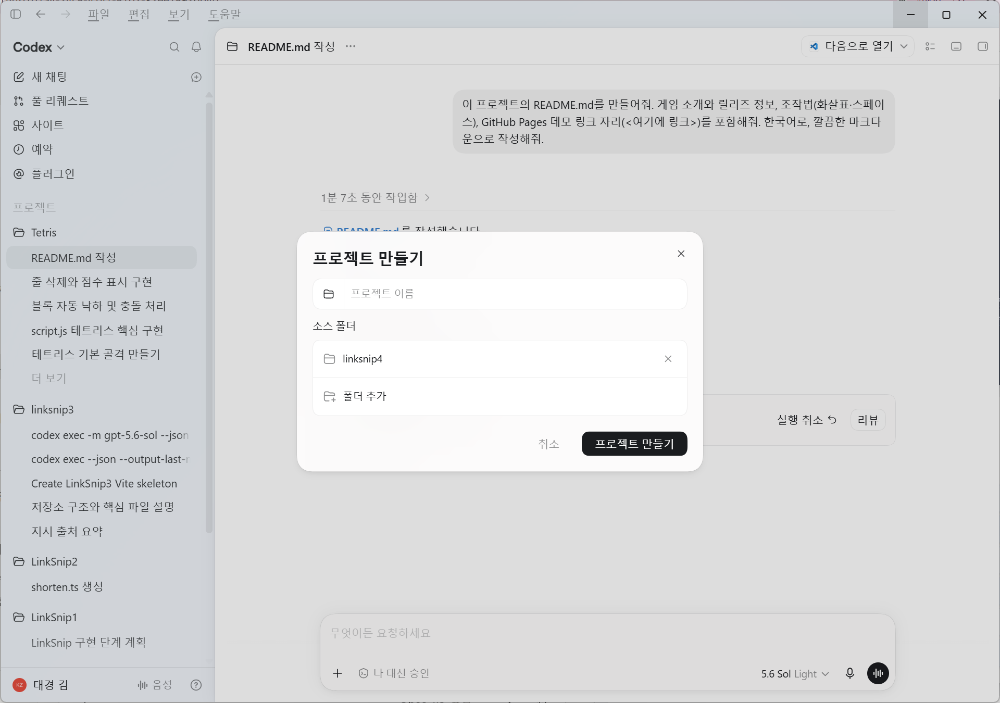 파일 편집 보기 도움말
Codex
새 채팅
풀 리퀘스트
사이트
예약
플러그인
프로젝트
Tetris
README.md 작성
줄 삭제와 점수 표시 구현
블록 자동 낙하 및 충돌 처리
script.js 테트리스 핵심 구현
테트리스 기본 골격 만들기
더 보기
linksnip3
codex exec -m gpt-5.6-sol --json
codex exec --json --output-last-
Create LinkSnip3 Vite skeleton
저장소 구조와 핵심 파일 설명
지시 출처 요약
LinkSnip2
shorten.ts 생성
LinkSnip1
LinkSnip 구현 단계 계획
KZ 대경 김 음성
README.md 작성
다음으로 열기
이 프로젝트의 README.md를 만들어줘. 게임 소개와 릴리즈 정보, 조작법(화살표·스페이
스), GitHub Pages 데모 링크 자리(<여기에 링크>)를 포함해줘. 한국어로, 깔끔한 마크다
운으로 작성해줘.
1분 7초 동안 작업함
README.md 를 작성했습니다
프로젝트 만들기
프로젝트 이름
소스 폴더
linksnip4
폴더 추가
취소 프로젝트 만들기
실행 취소 리뷰
무엇이든 요청하세요
나 대신 승인
5.6 Sol Light